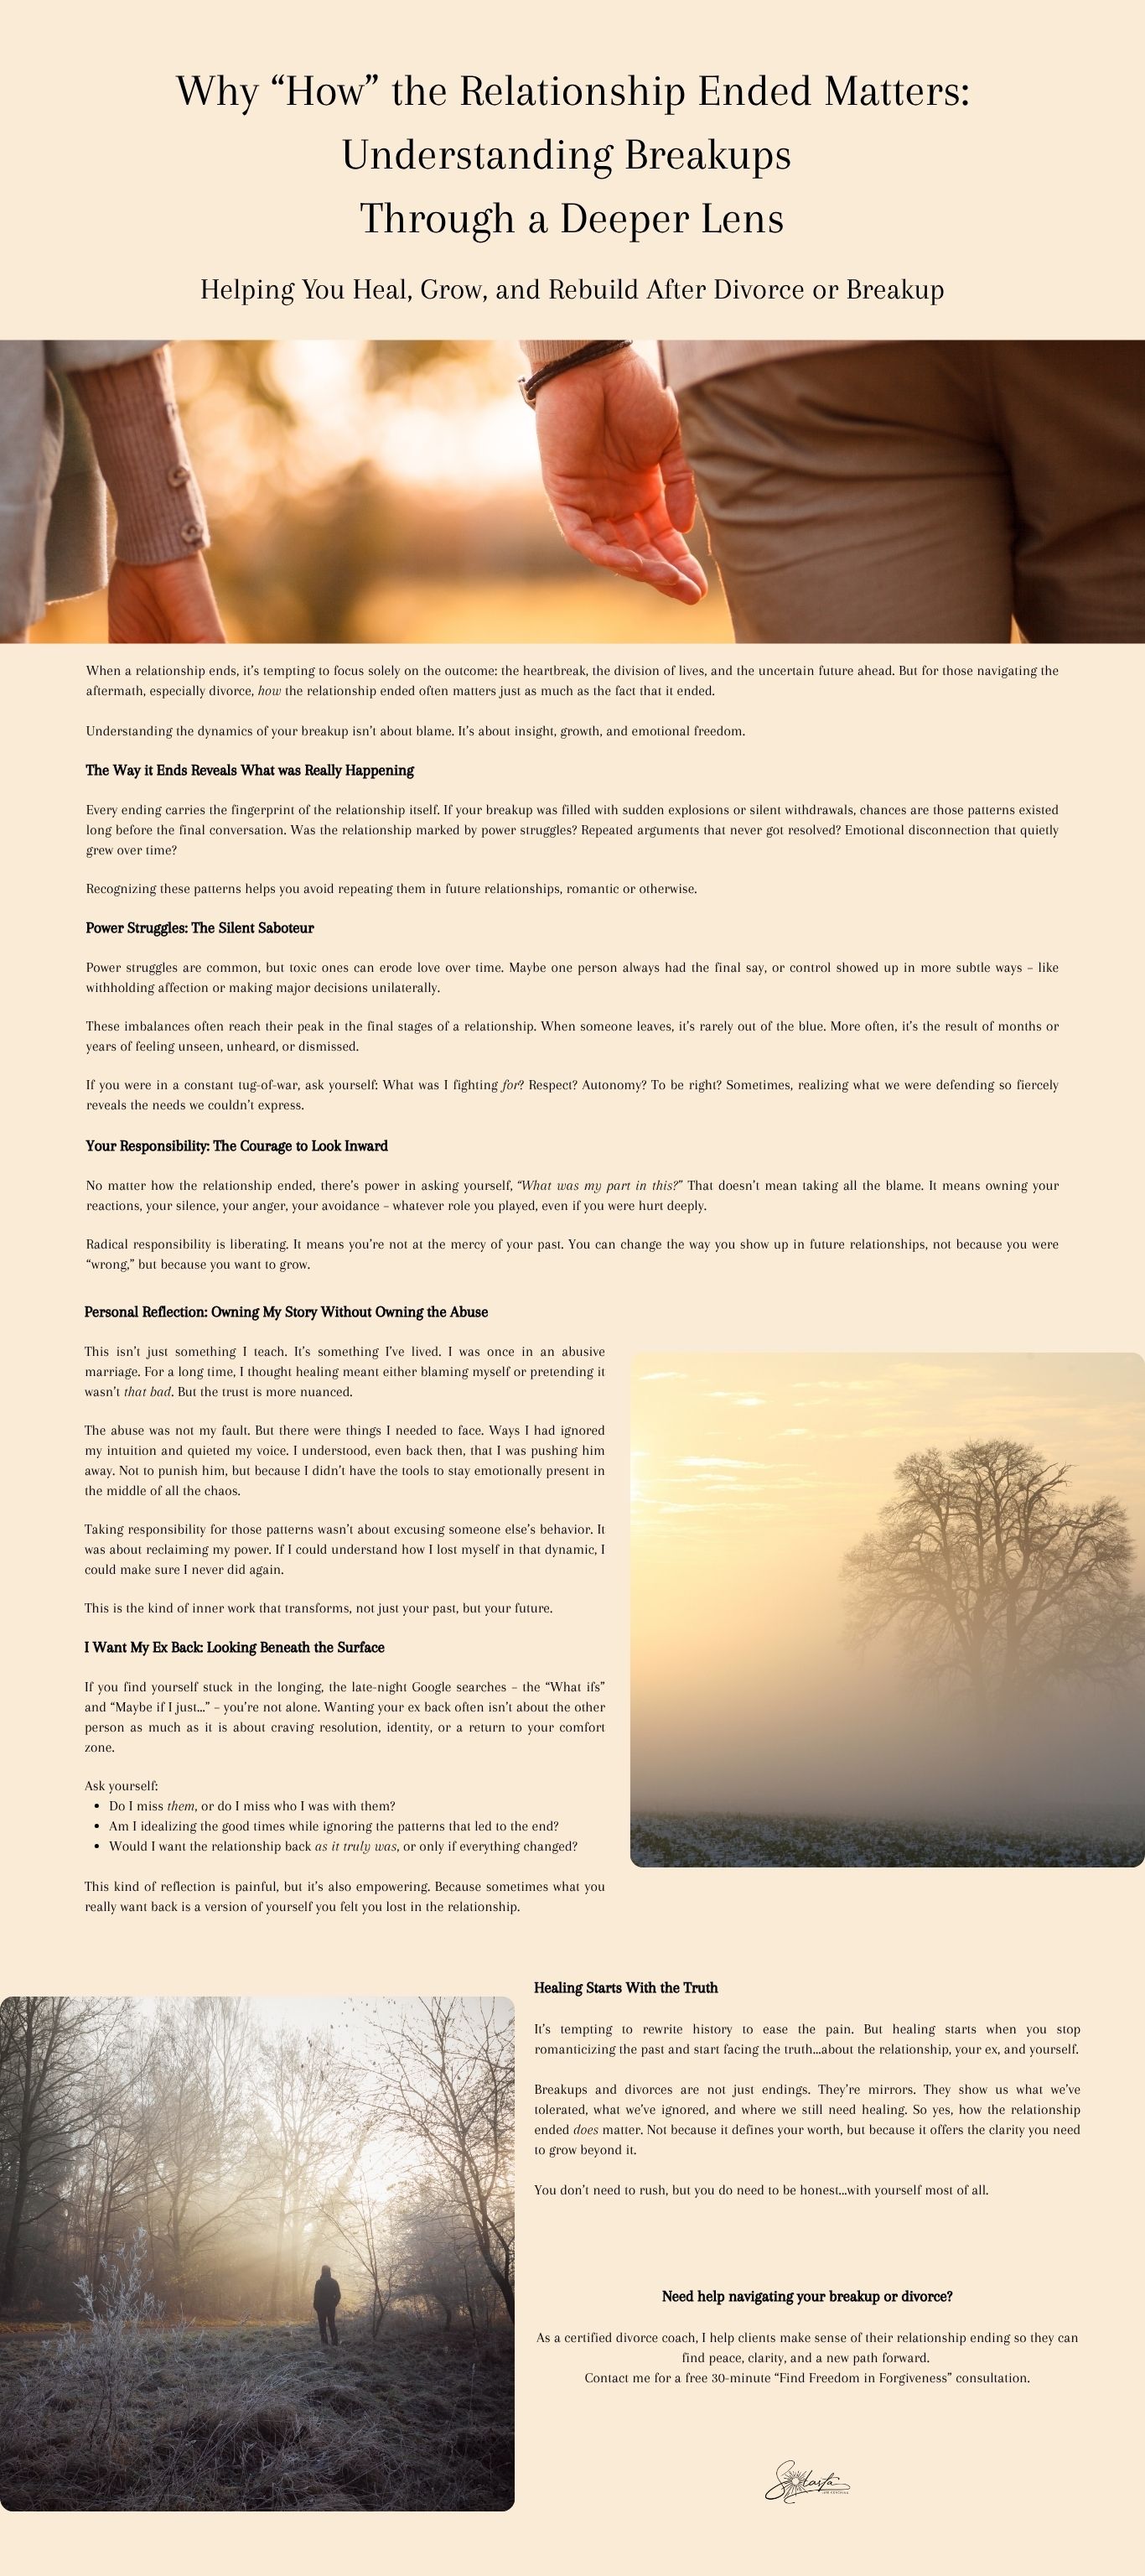 Why “How” the Relationship Ended Matters:
Understanding Breakups
Through a Deeper Lens
Helping You Heal, Grow, and Rebuild After Divorce or Breakup
When a relationship ends, it’s tempting to focus solely on the outcome: the heartbreak, the division of lives, and the uncertain future ahead. But for those navigating the
aftermath, especially divorce, how the relationship ended often matters just as much as the fact that it ended.
Understanding the dynamics of your breakup isn’t about blame. It’s about insight, growth, and emotional freedom.
The Way it Ends Reveals What was Really Happening
Every ending carries the fingerprint of the relationship itself. If your breakup was filled with sudden explosions or silent withdrawals, chances are those patterns existed
long before the final conversation. Was the relationship marked by power struggles? Repeated arguments that never got resolved? Emotional disconnection that quietly
grew over time?
Recognizing these patterns helps you avoid repeating them in future relationships, romantic or otherwise.
Power Struggles: The Silent Saboteur
Power struggles are common, but toxic ones can erode love over time. Maybe one person always had the final say, or control showed up in more subtle ways – like
withholding affection or making major decisions unilaterally.
These imbalances often reach their peak in the final stages of a relationship. When someone leaves, it’s rarely out of the blue. More often, it’s the result of months or
years of feeling unseen, unheard, or dismissed.
If you were in a constant tug-of-war, ask yourself: What was I fighting for? Respect? Autonomy? To be right? Sometimes, realizing what we were defending so fiercely
reveals the needs we couldn’t express.
Your Responsibility: The Courage to Look Inward
No matter how the relationship ended, there’s power in asking yourself, “What was my part in this?” That doesn’t mean taking all the blame. It means owning your
reactions, your silence, your anger, your avoidance – whatever role you played, even if you were hurt deeply.
Radical responsibility is liberating. It means you’re not at the mercy of your past. You can change the way you show up in future relationships, not because you were
“wrong,” but because you want to grow.
Personal Reflection: Owning My Story Without Owning the Abuse
This isn’t just something I teach. It’s something I’ve lived. I was once in an abusive
marriage. For a long time, I thought healing meant either blaming myself or pretending it
wasn’t that bad. But the trust is more nuanced.
The abuse was not my fault. But there were things I needed to face. Ways I had ignored
my intuition and quieted my voice. I understood, even back then, that I was pushing him
away. Not to punish him, but because I didn’t have the tools to stay emotionally present in
the middle of all the chaos.
Taking responsibility for those patterns wasn’t about excusing someone else’s behavior. It
was about reclaiming my power. If I could understand how I lost myself in that dynamic, I
could make sure I never did again.
This is the kind of inner work that transforms, not just your past, but your future.
I Want My Ex Back: Looking Beneath the Surface
If you find yourself stuck in the longing, the late-night Google searches – the “What ifs”
and “Maybe if I just...” – you’re not alone. Wanting your ex back often isn’t about the other
person as much as it is about craving resolution, identity, or a return to your comfort
zone.
Ask yourself:
• Do I miss them, or do I miss who I was with them?
• Am I idealizing the good times while ignoring the patterns that led to the end?
• Would I want the relationship back as it truly was, or only if everything changed?
This kind of reflection is painful, but it’s also empowering. Because sometimes what you
really want back is a version of yourself you felt you lost in the relationship.
Healing Starts With the Truth
It’s tempting to rewrite history to ease the pain. But healing starts when you stop
romanticizing the past and start facing the truth...about the relationship, your ex, and yourself.
Breakups and divorces are not just endings. They’re mirrors. They show us what we’ve
tolerated, what we’ve ignored, and where we still need healing. So yes, how the relationship
ended does matter. Not because it defines your worth, but because it offers the clarity you need
to grow beyond it.
You don’t need to rush, but you do need to be honest...with yourself most of all.
Need help navigating your breakup or divorce?
As a certified divorce coach, I help clients make sense of their relationship ending so they can
find peace, clarity, and a new path forward.
Contact me for a free 30-minute “Find Freedom in Forgiveness” consultation.